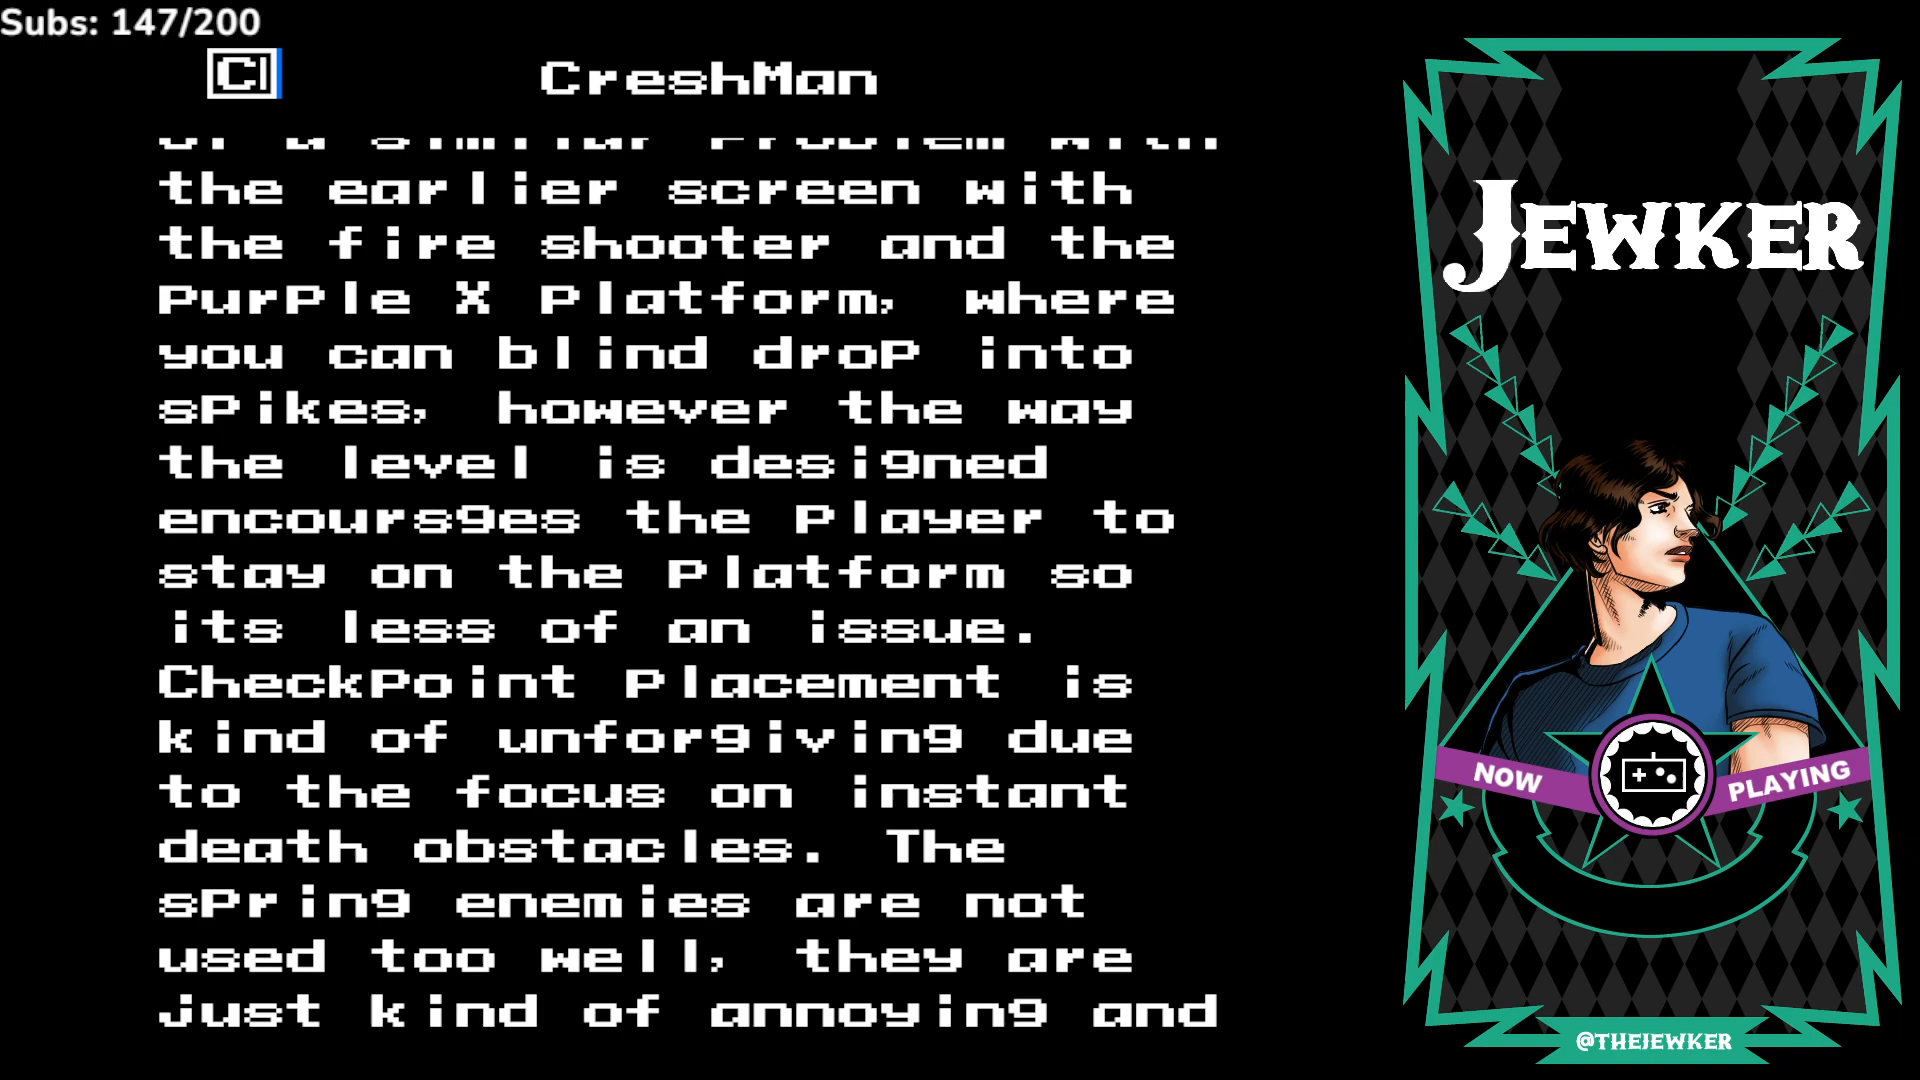 Subs: 147/200
CI
CreshMan
the earlier screen with
the fire shooter and the
PurPle X Platform, where
you can blind droP into
sPikes, however the way
the level is designed
encoursges the Player to
stay on the Platform so
its less of an issue.
CheckPoint Placement is
kind of unforgiving due
to the focus on instant
death obstacles. The
sPring enemies are not
used too well, they are
just kind of annoying and
JEWKER
NOW PLAYING
@THEJEWKER